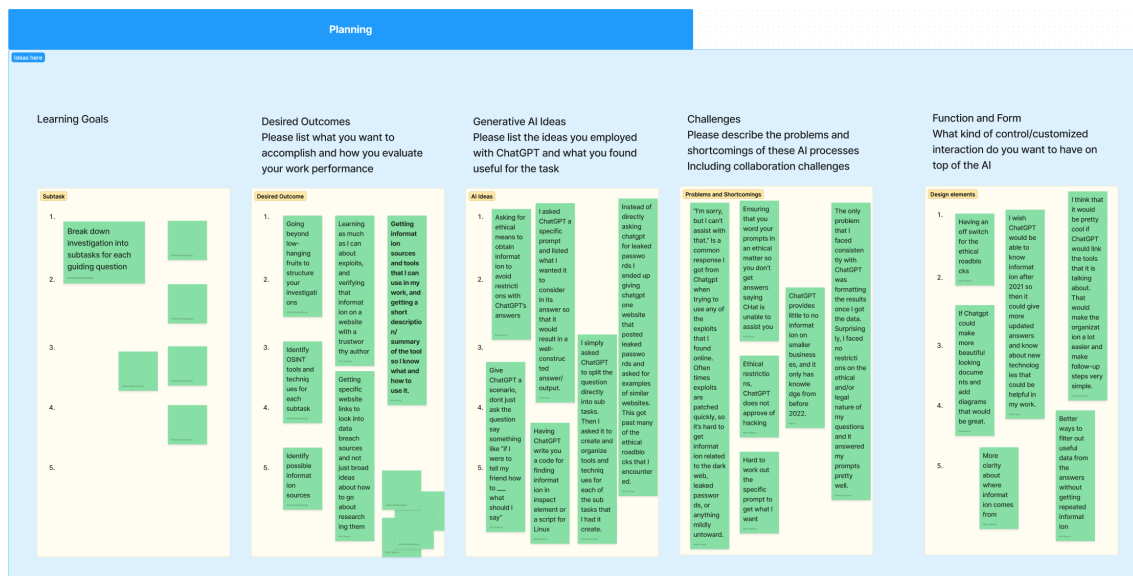 Planning
Ideas here
Learning Goals
Subtask
1.
2.
3.
4.
5.
Break down
investigation into
subtasks for each
guiding question
Desired Outcomes
Please list what you want to
accomplish and how you evaluate
your work performance
Desired Outcome
1.
2.
3.
4.
5.
Going
beyond
low-
hanging
fruits to
structure
your
investigati
ons
Identify
OSINT
tools and
techniq
ues for
each
subtask
Identify
possible
informat
ion
sources
Learning
as much
as I can
about
exploits,
and
verifying
that
informat
ion on a
website
with a
trustwor
thy author
Getting
specific
website
links to
look into
data
breach
sources
and not
just broad
ideas
about how
to go
about
research
ing them
Getting
informat
ion
sources
and tools
that I can
use in my
work, and
getting a
short
descriptio
n/
summary
of the tool
so I know
what and
how to
use it.
Generative AI Ideas
Please list the ideas you employed
with ChatGPT and what you found
useful for the task
AI Ideas
1.
2.
3.
4.
5.
Asking for
ethical
means to
obtain
informat
ion to
avoid
restricti
ons with
ChatGPT's
answers
Give
ChatGPT a
scenario,
dont just
ask the
question
say
something
like "if I
were to
tell my
friend how
to __
what
should I
say"
I asked
ChatGPT a
specific
prompt
and listed
what I
wanted it
to
consider
in its
answer so
that it
would
result in a
well-
construc
ted
answer/
output.
Having
ChatGPT
write you
a code for
finding
informat
ion in
inspect
element or
a script for
Linux
I simply
asked
ChatGPT
to split the
question
directly
into sub
tasks.
Then I
asked it to
create and
organize
tools and
techniq
ues for
each of
the sub
tasks that
I had it
create.
Instead of
directly
asking
chatgpt
for leaked
passwo
rds I
ended up
giving
chatgpt
one
website
that
posted
leaked
passwo
rds and
asked for
examples
of similar
websites.
This got
past many
of the
ethical
roadblo
cks that I
encounter
ed.
Challenges
Please describe the problems and
shortcomings of these AI processes
Including collaboration challenges
Problems and Shortcomings
"I'm sorry,
but I can't
assist with
that." Is a
common
response I
got from
Chatgpt
when
trying to
use any of
the
exploits
that I
found
online.
Often
times
exploits
are
patched
quickly, so
it's hard to
get
informat
ion related
to the dark
web,
leaked
passwor
ds, or
anything
mildly
untoward.
Ensuring
that you
word your
prompts in
an ethical
matter so
you don't
get
answers
saying
CHat is
unable to
assist you
Ethical
restrictio
ns,
ChatGPT
does not
approve of
hacking
Hard to
work out
the
specific
prompt to
get what I
want
ChatGPT
provides
little to no
informat
ion on
smaller
business
es, and it
only has
knowle
dge from
before
2022.
The only
problem
that I
faced
consisten
tly with
ChatGPT
was
formatting
the results
once I got
the data.
Surprising
ly, I faced
no
restricti
ons on the
ethical
and/or
legal
nature of
my
questions
and it
answered
my
prompts
pretty
well.
Function and Form
What kind of control/customized
interaction do you want to have on
top of the AI
Design elements
1.
2.
3.
4.
5.
Having an
off switch
for the
ethical
roadblo
cks
If Chatgpt
could
make
more
beautiful
looking
docume
nts and
add
diagrams
that would
be great.
More
clarity
about
where
informat
ion comes
from
I wish
ChatGPT
would be
able to
know
informat
ion after
2021 so
then it
could give
more
updated
answers
and know
about new
technolog
ies that
could be
helpful in
my work.
I think that
it would
be pretty
cool if
ChatGPT
would link
the tools
that it is
talking
about.
That
would
make the
organizat
ion a lot
easier and
make
follow-up
steps very
simple.
Better
ways to
filter out
useful
data from
the
answers
without
getting
repeated
informat
ion